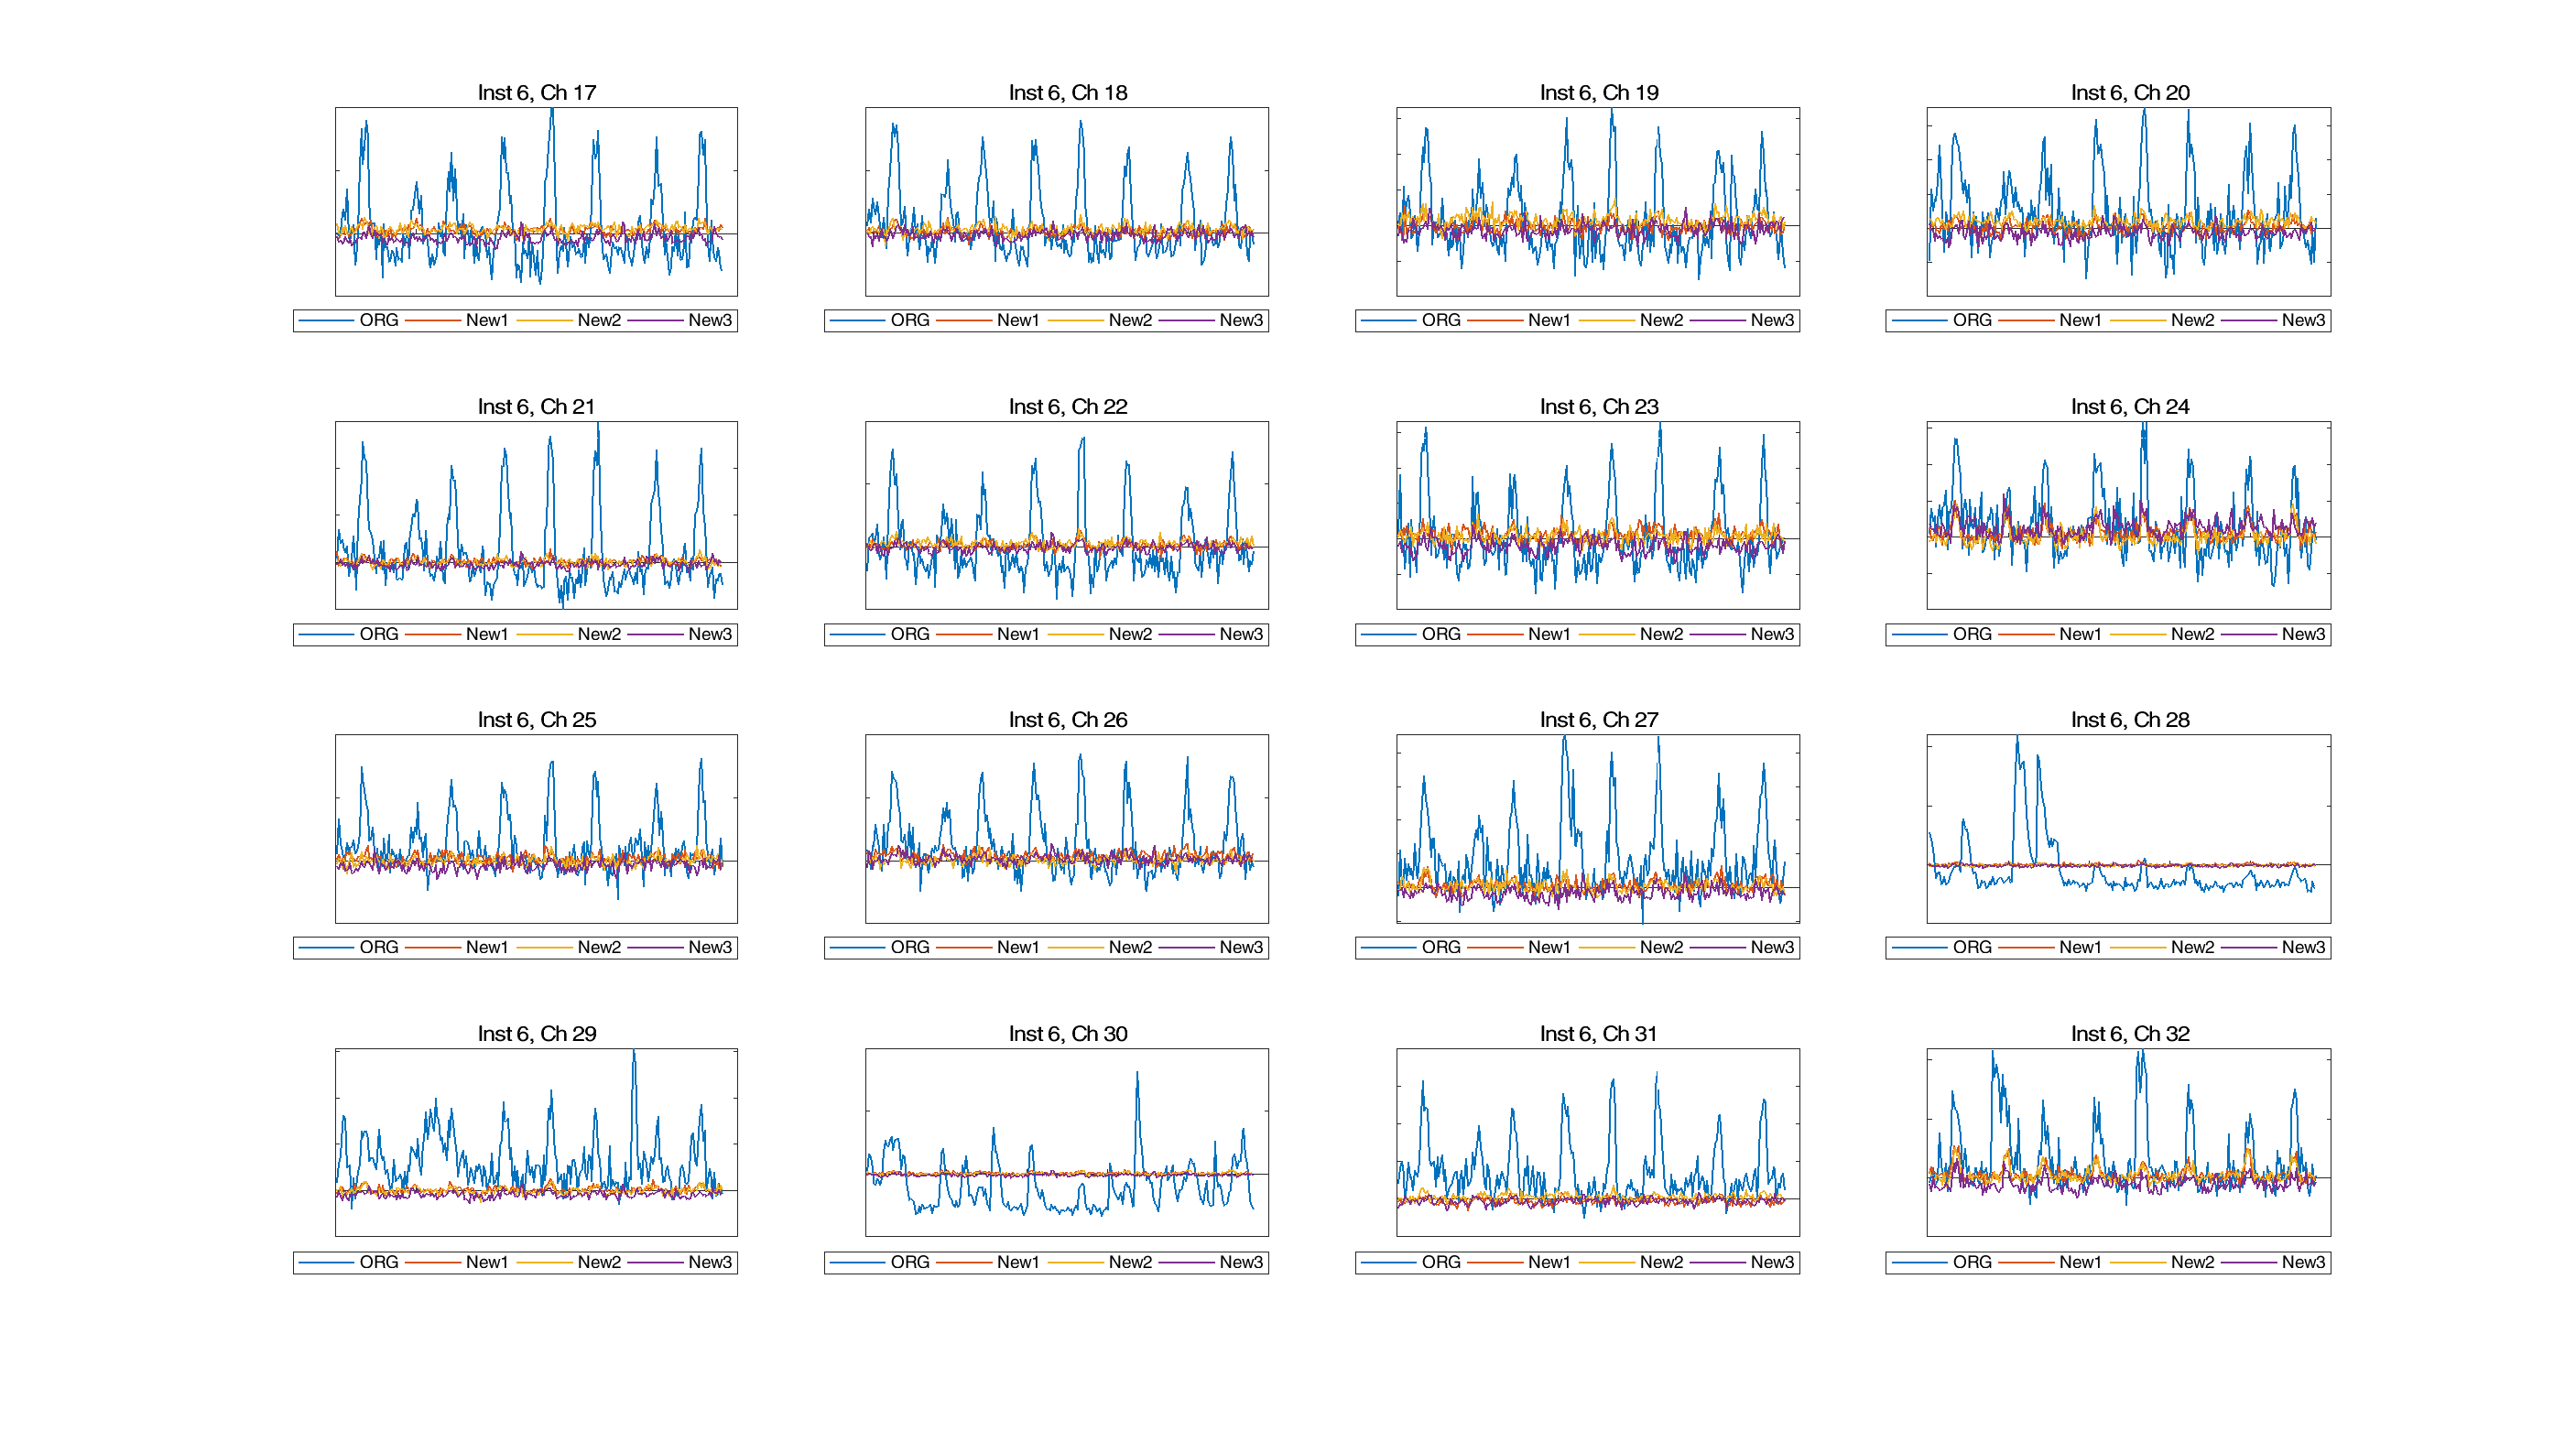 Inst 6, Ch 17
Inst 6, Ch 18
Inst 6, Ch 19
Inst 6, Ch 20
ORG New1 New2 New3
ORG New1 New2 New3
ORG New1 New2 New3
ORG New1 New2 New3
Inst 6, Ch 21
Inst 6, Ch 22
Inst 6, Ch 23
Inst 6, Ch 24
ORG New1 New2 New3
ORG New1 New2 New3
ORG New1 New2 New3
ORG New1 New2 New3
Inst 6, Ch 25
Inst 6, Ch 26
Inst 6, Ch 27
Inst 6, Ch 28
ORG New1 New2 New3
ORG New1 New2 New3
ORG New1 New2 New3
ORG New1 New2 New3
Inst 6, Ch 29
Inst 6, Ch 30
Inst 6, Ch 31
Inst 6, Ch 32
ORG New1 New2 New3
ORG New1 New2 New3
ORG New1 New2 New3
ORG New1 New2 New3